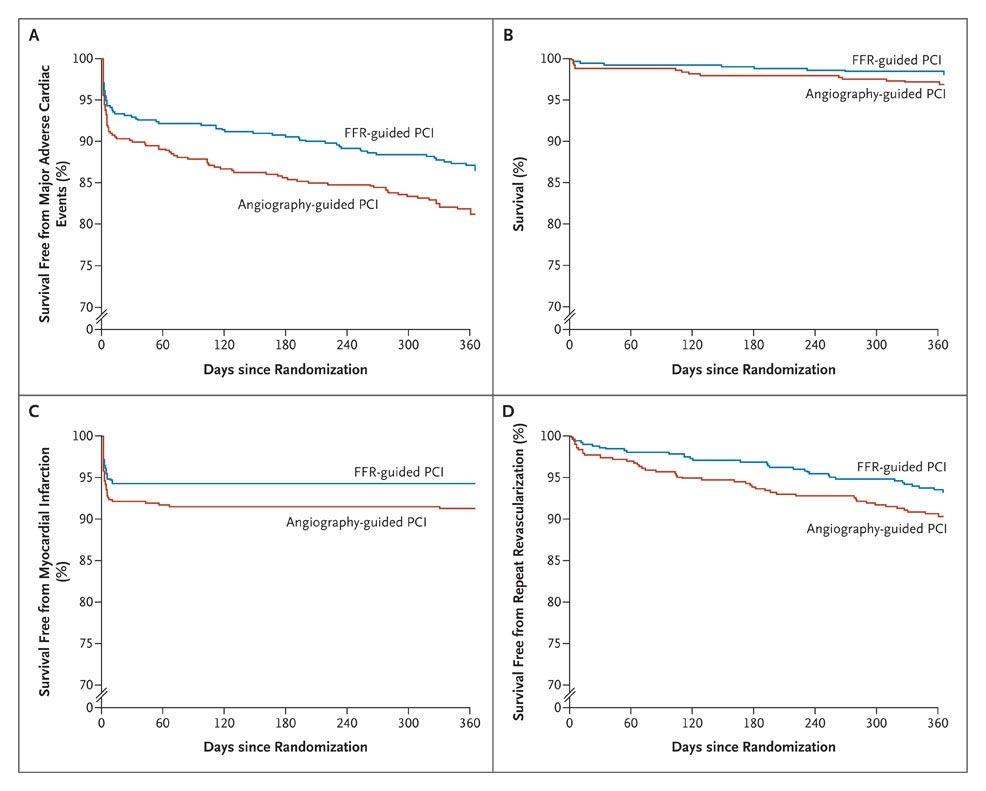 A
100
95
90
85
80
75
70
0
Survival Free from Major Adverse Cardiac
Events (%)
FFR-guided PCI
Angiography-guided PCI
0 60 120 180 240 300 360
Days since Randomization
B
100
95
90
85
80
75
70
0
Survival (%)
FFR-guided PCI
Angiography-guided PCI
0 60 120 180 240 300 360
Days since Randomization
C
100
95
90
85
80
75
70
0
Survival Free from Myocardial Infarction
(%)
FFR-guided PCI
Angiography-guided PCI
0 60 120 180 240 300 360
Days since Randomization
D
100
95
90
85
80
75
70
0
Survival Free from Repeat Revascularization (%)
FFR-guided PCI
Angiography-guided PCI
0 60 120 180 240 300 360
Days since Randomization